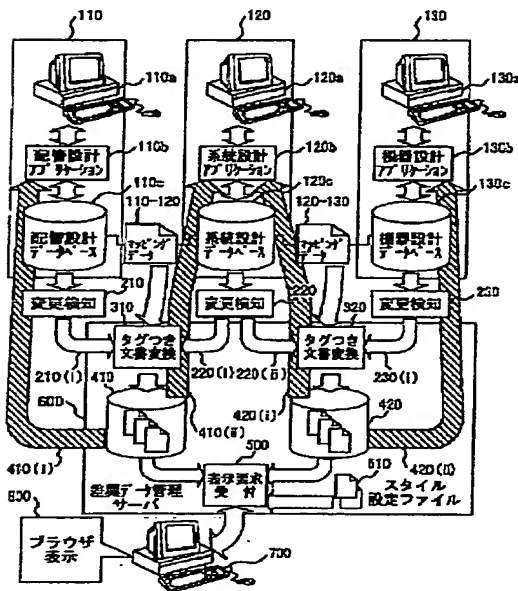 110
120
130
110a
120a
130a
配管設計
アプリケーション
110b
系統設計
アプリケーション
120b
機器設計
アプリケーション
130b
110c
110-120
120c
120-130
130c
配管設計
データベース
マッピング
データ
系統設計
データベース
マッピング
データ
機器設計
データベース
210
変更検知
310
変更検知
220
320
変更検知
230
タグつき
文書変換
タグつき
文書変換
210(i)
220(i)
220(ii)
230(i)
600
410
410(ii)
420(i)
420
500
410(i)
表示要求
受付
510
420(ii)
差異データ管理
サーバ
スタイル
設定ファイル
800
ブラウザ
表示
700